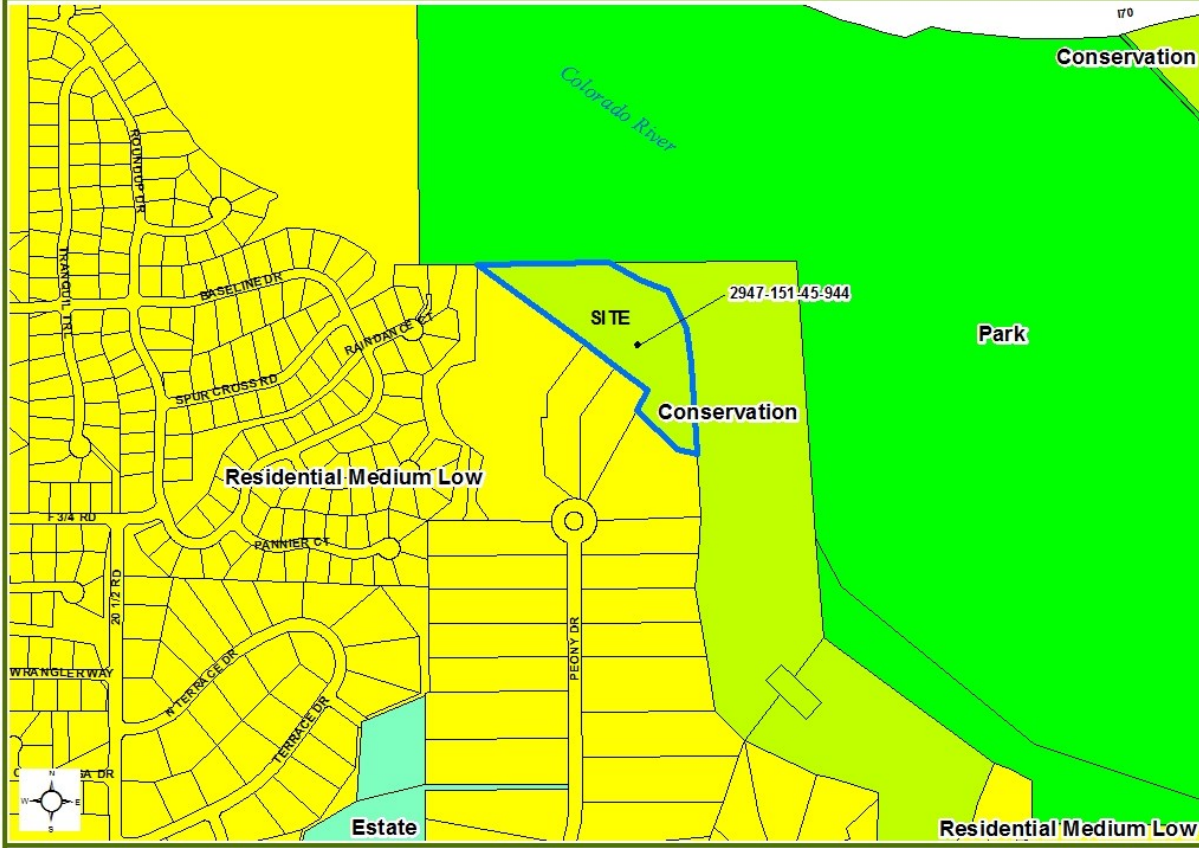 I70
Conservation
Colorado River
ROUNDUP DR
TRANQUIL TRL
BASELINE DR
2947-151-45-944
SITE
RAINDANCE CT
Park
SPUR CROSS RD
Conservation
Residential Medium Low
F 3/4 RD
PANNIER CT
20 1/2 RD
PEONY DR
WRANGLER WAY
N TERRACE DR
TERRACE DR
GA DR
N
W
E
S
Estate
Residential Medium Low